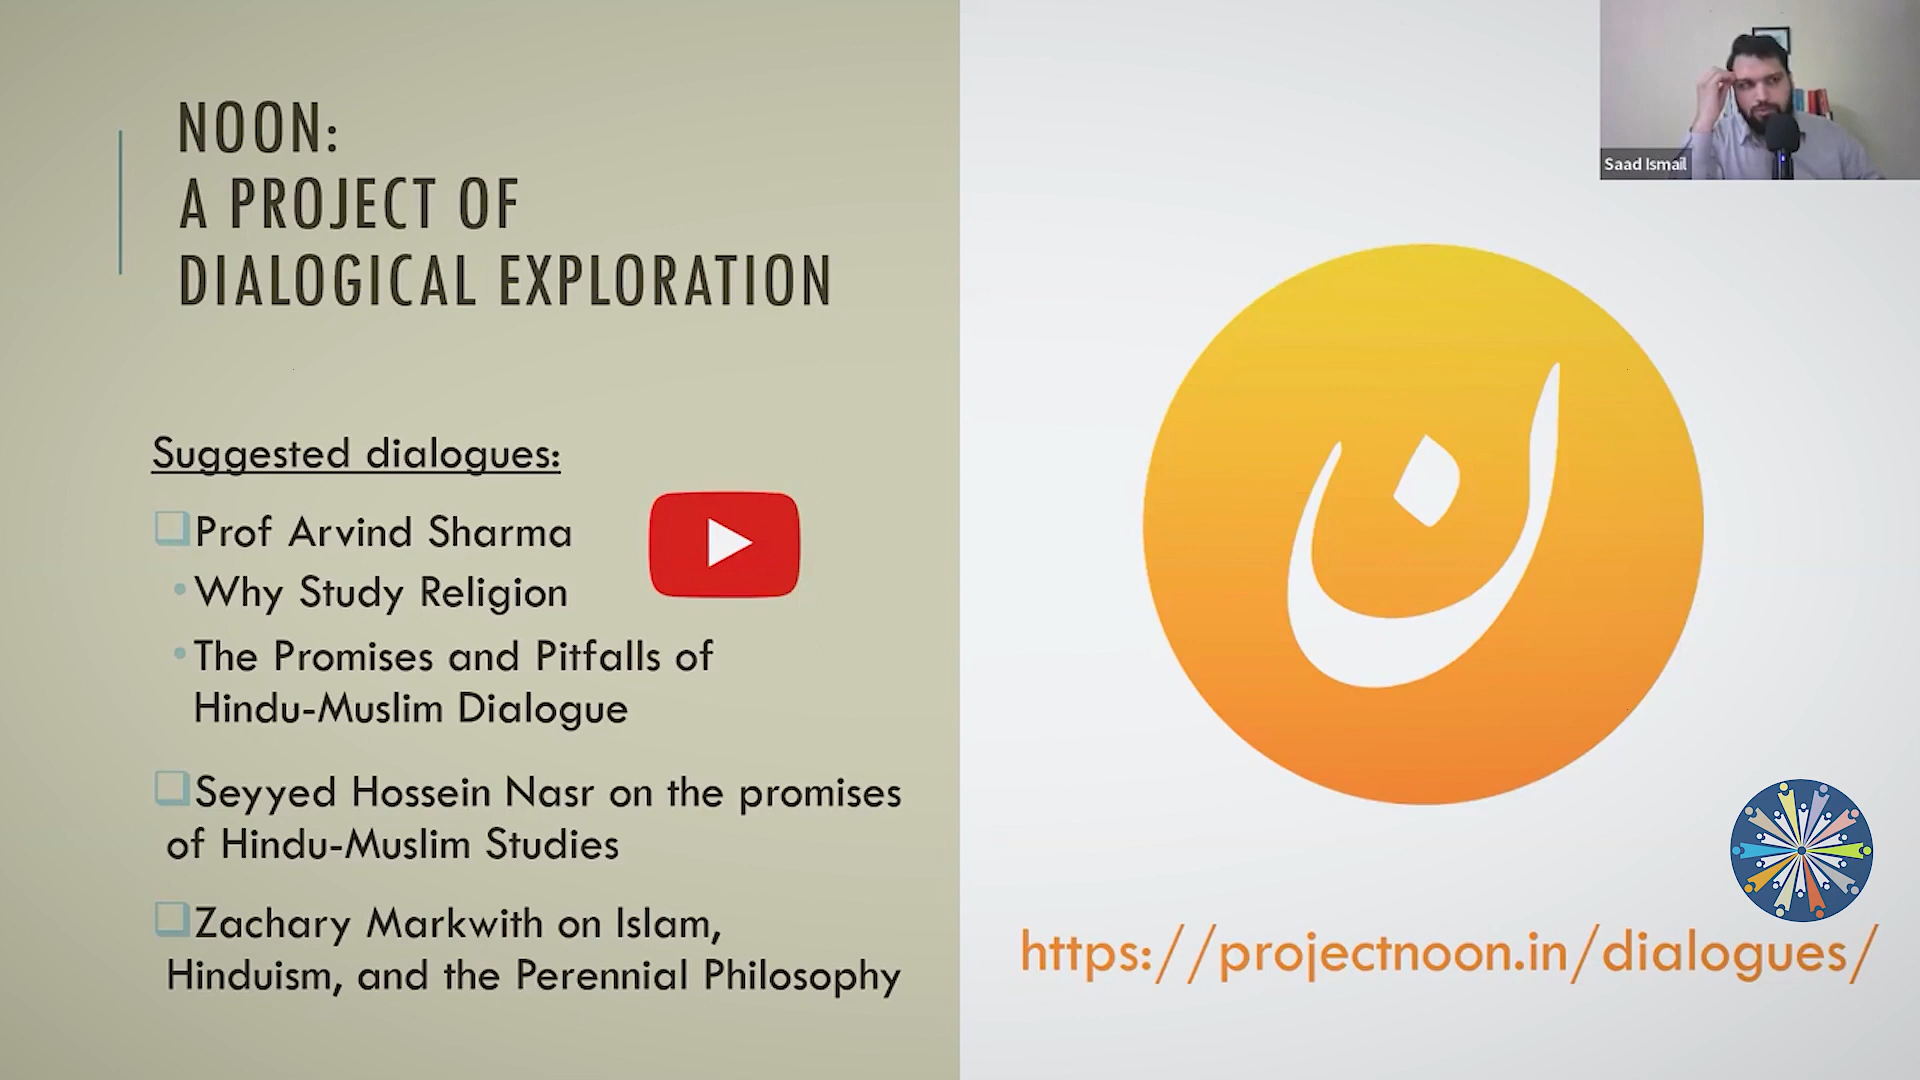 NOON:
A PROJECT OF
DIALOGICAL EXPLORATION
Suggested dialogues:
Prof Arvind Sharma
Why Study Religion
The Promises and Pitfalls of
Hindu-Muslim Dialogue
Seyyed Hossein Nasr on the promises
of Hindu-Muslim Studies
Zachary Markwith on Islam,
Hinduism, and the Perennial Philosophy
Saad Ismail
ن
https://projectnoon.in/dialogues/